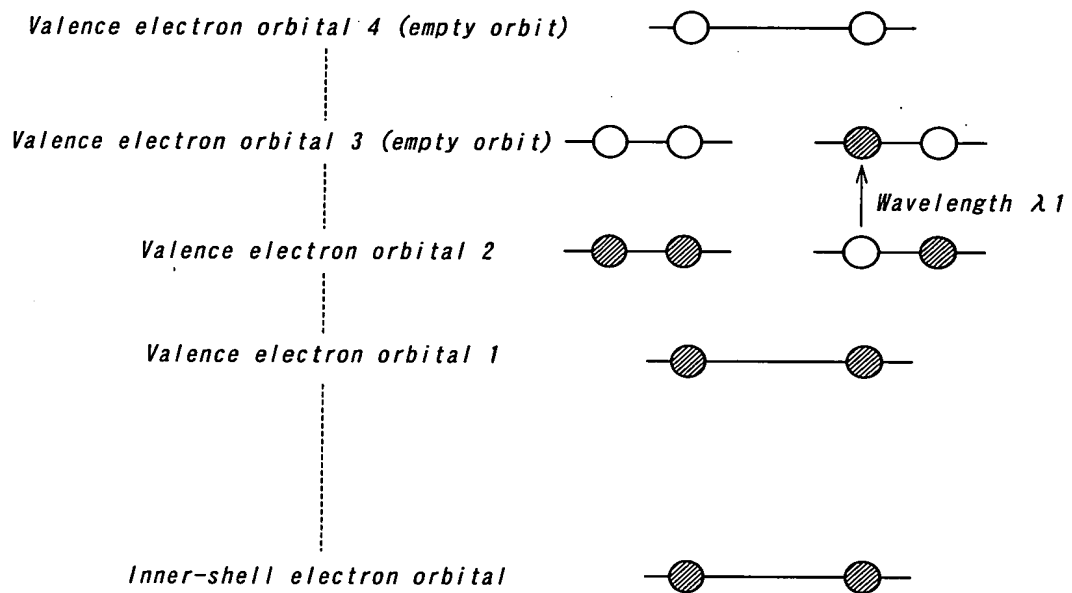 Valence electron orbital 4 (empty orbit)
Valence electron orbital 3 (empty orbit)
Wavelength λ1
Valence electron orbital 2
Valence electron orbital 1
Inner-shell electron orbital